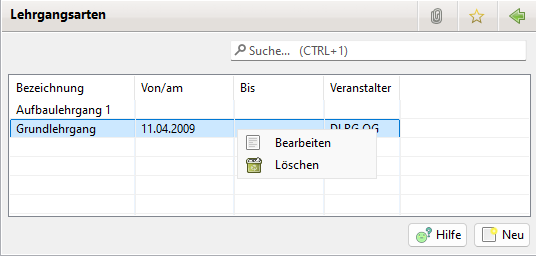 Lehrgangsarten
Suche... (CTRL+1)
Bezeichnung Von/am Bis Veranstalter
Aufbaulehrgang 1
Grundlehrgang 11.04.2009 DLRG OG
Bearbeiten
Löschen
Hilfe Neu